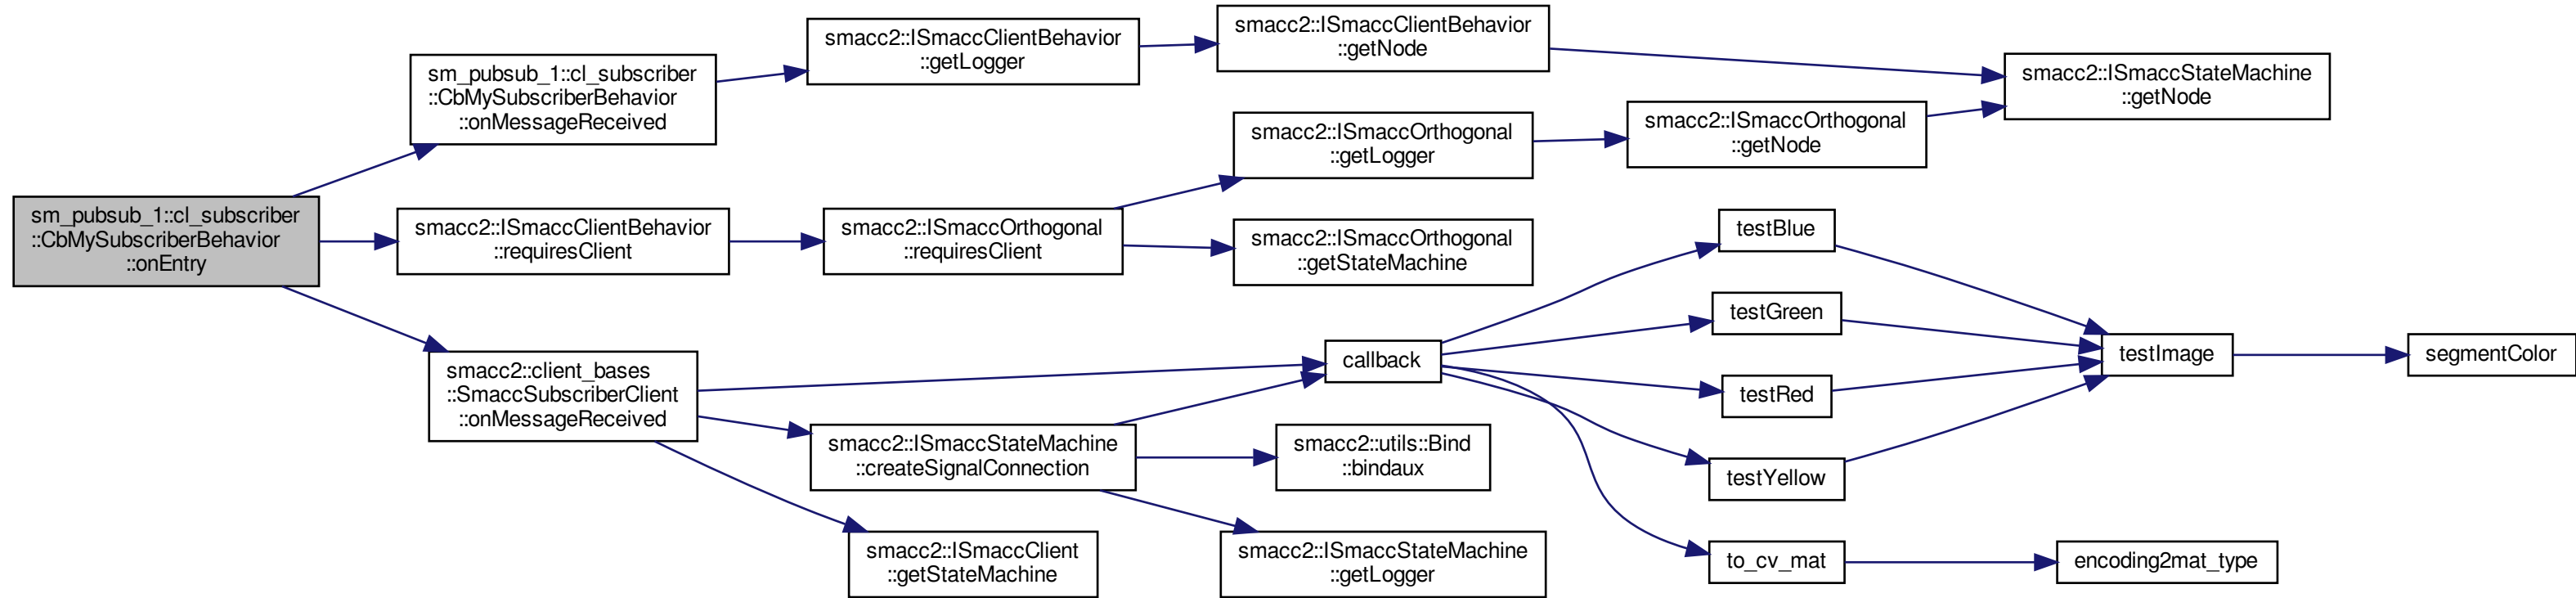 sm_pubsub_1::cl_subscriber
::CbMySubscriberBehavior
::onEntry
sm_pubsub_1::cl_subscriber
::CbMySubscriberBehavior
::onMessageReceived
smacc2::ISmaccClientBehavior
::getLogger
smacc2::ISmaccClientBehavior
::getNode
smacc2::ISmaccStateMachine
::getNode
smacc2::ISmaccClientBehavior
::requiresClient
smacc2::ISmaccOrthogonal
::requiresClient
smacc2::ISmaccOrthogonal
::getLogger
smacc2::ISmaccOrthogonal
::getNode
smacc2::ISmaccOrthogonal
::getStateMachine
smacc2::client_bases
::SmaccSubscriberClient
::onMessageReceived
callback
testBlue
testGreen
testRed
testYellow
testImage
segmentColor
to_cv_mat
encoding2mat_type
smacc2::ISmaccStateMachine
::createSignalConnection
smacc2::utils::Bind
::bindaux
smacc2::ISmaccStateMachine
::getLogger
smacc2::ISmaccClient
::getStateMachine